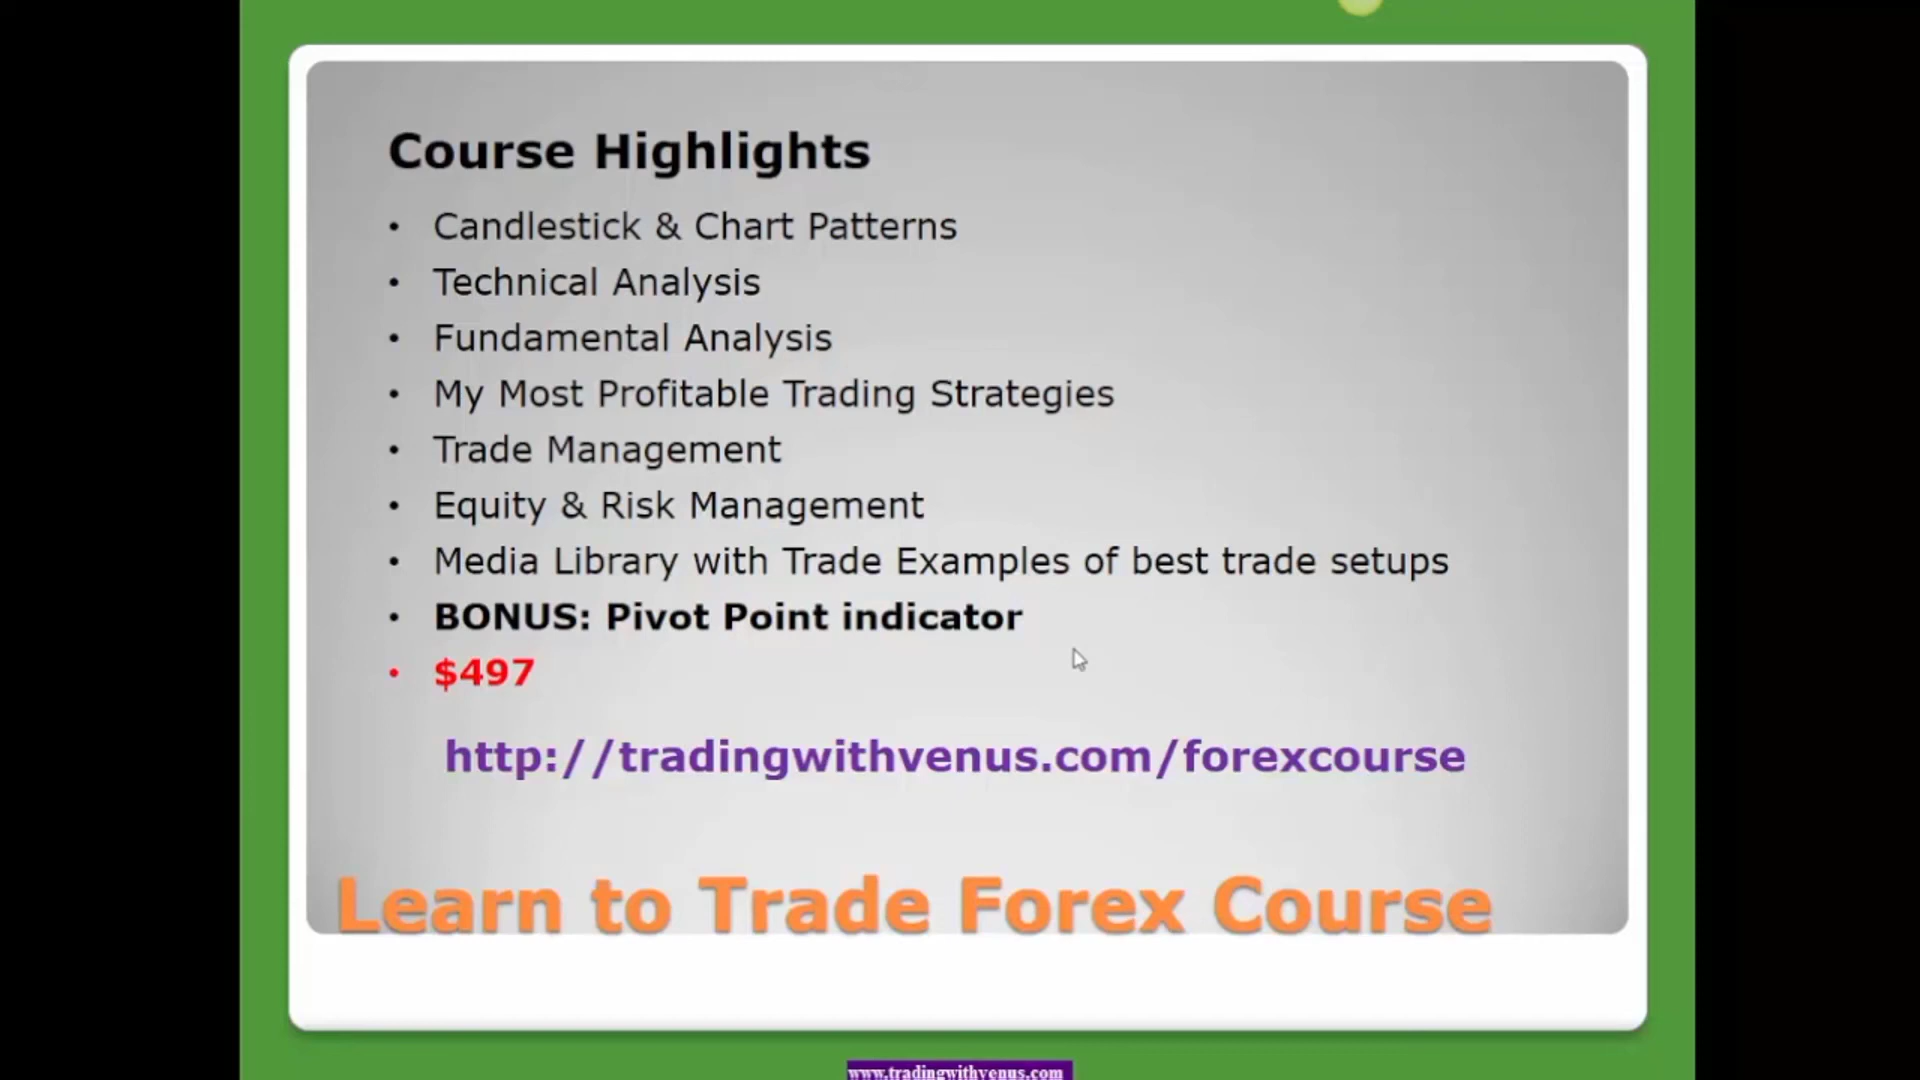 Course Highlights
• Candlestick & Chart Patterns
• Technical Analysis
• Fundamental Analysis
• My Most Profitable Trading Strategies
• Trade Management
• Equity & Risk Management
• Media Library with Trade Examples of best trade setups
• BONUS: Pivot Point indicator
• $497
http://tradingwithvenus.com/forexcourse
Learn to Trade Forex Course
www.tradingwithvenus.com